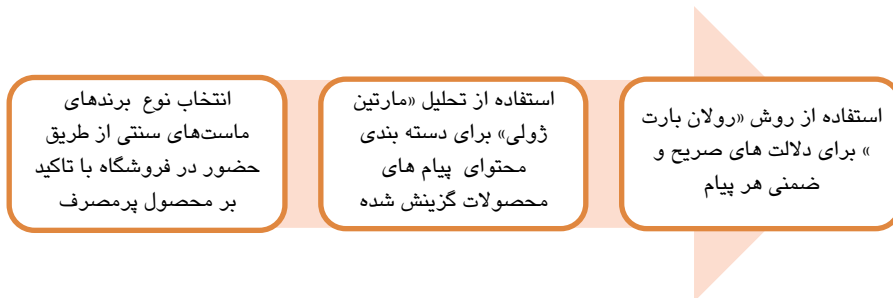 انتخاب نوع برندهای
ماست‌های سنتی از طریق
حضور در فروشگاه با تاکید
بر محصول پرمصرف
استفاده از تحلیل «مارتین
ژولی» برای دسته بندی
محتوای پیام های
محصولات گزینش شده
استفاده از روش «رولان بارت
» برای دلالت های صریح و
ضمنی هر پیام